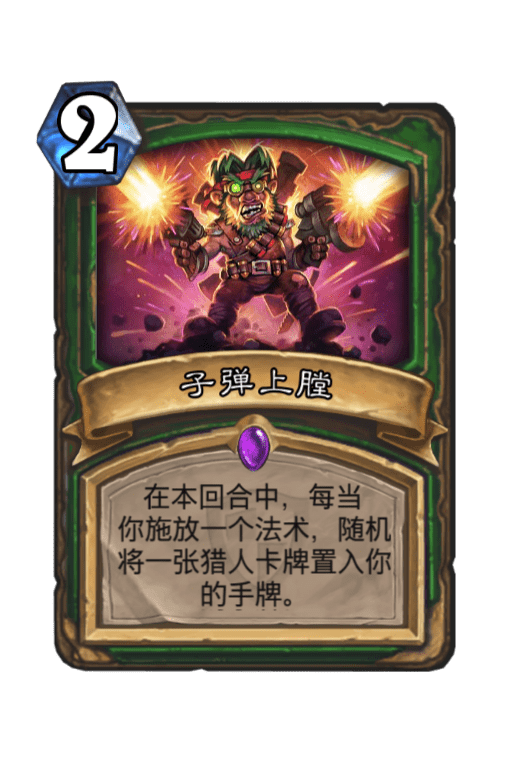 2
子弹上膛
在本回合中，每当
你施放一个法术，随机
将一张猎人卡牌置入你
的手牌。